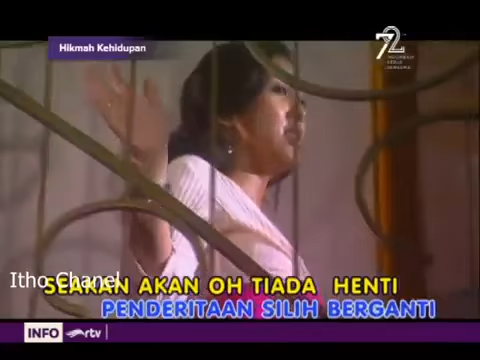 Hikmah Kehidupan
72
Itho Chanel
SEAKAN AKAN OH TIADA HENTI
PENDERITAAN SILIH BERGANTI
INFO rtv